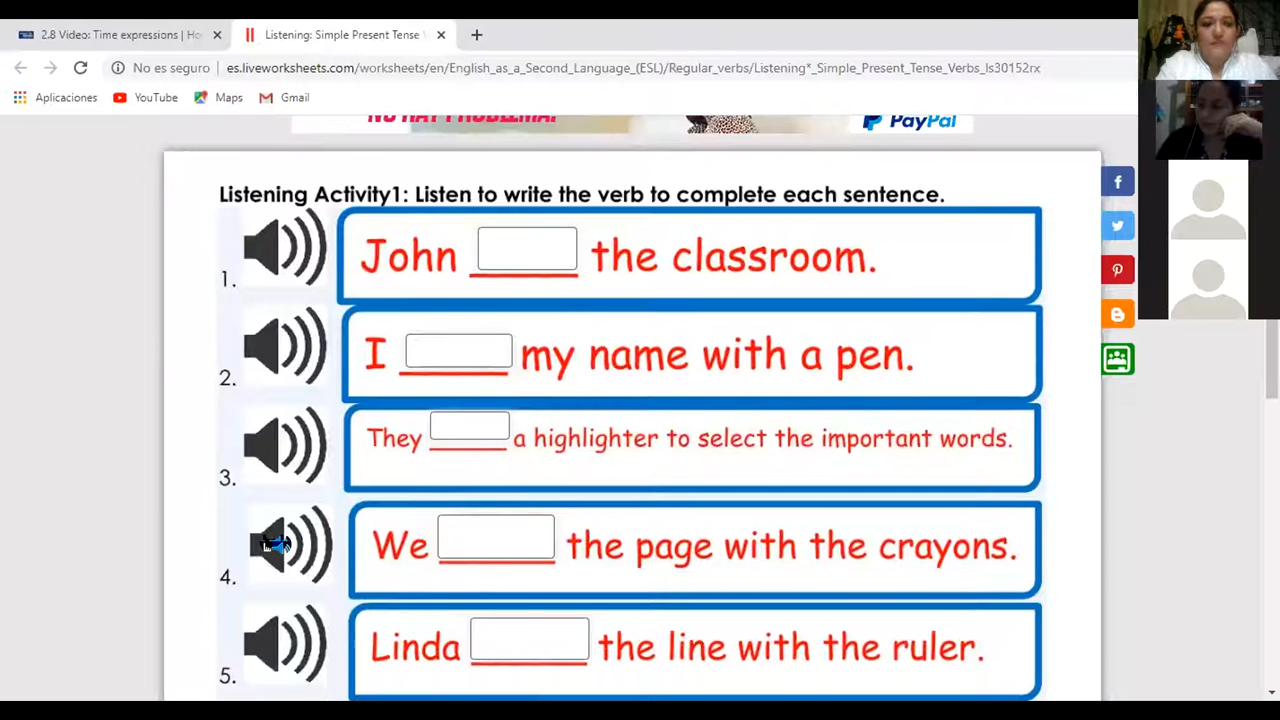 2.8 Video: Time expressions | Ho
Listening: Simple Present Tense
No es seguro
es.liveworksheets.com/worksheets/en/English_as_a_Second_Language_(ESL)/Regular_verbs/Listening*_Simple_Present_Tense_Verbs_ls30152rx
Aplicaciones YouTube Maps Gmail
NO HAY PROBLEMA!
PayPal
Listening Activity1: Listen to write the verb to complete each sentence.
1. John the classroom.
2. I my name with a pen.
3. They a highlighter to select the important words.
4. We the page with the crayons.
5. Linda the line with the ruler.